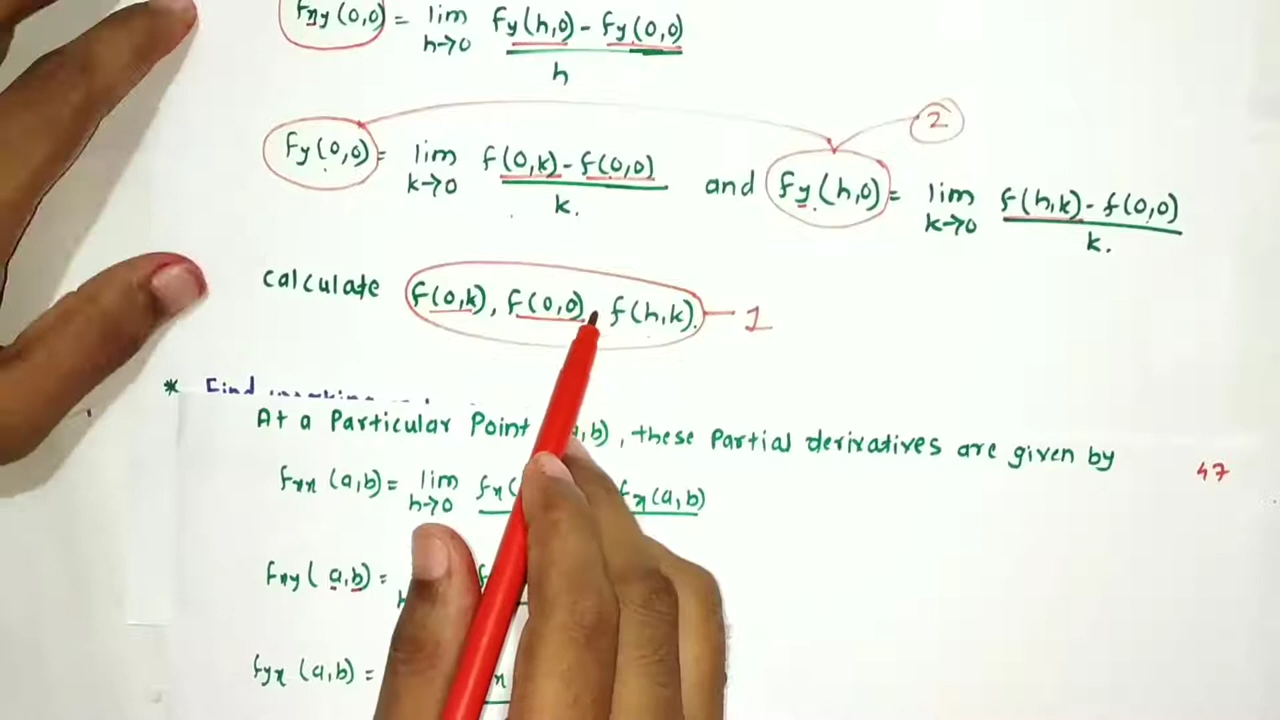 fxy (0,0) = lim h→0 fy(h,0) - fy(0,0) / h
2
fy (0,0) = lim k→0 f(0,k) - f(0,0) / k. and fy (h,0) = lim k→0 f(h,k) - f(0,0) / k.
calculate f(0,k), f(0,0), f(h,k). — 1
* Find
At a Particular Point a,b), these partial derivatives are given by
47
fxx (a,b) = lim h→0 fx( fx(a,b)
fxy (a,b) =
fyx (a,b) =